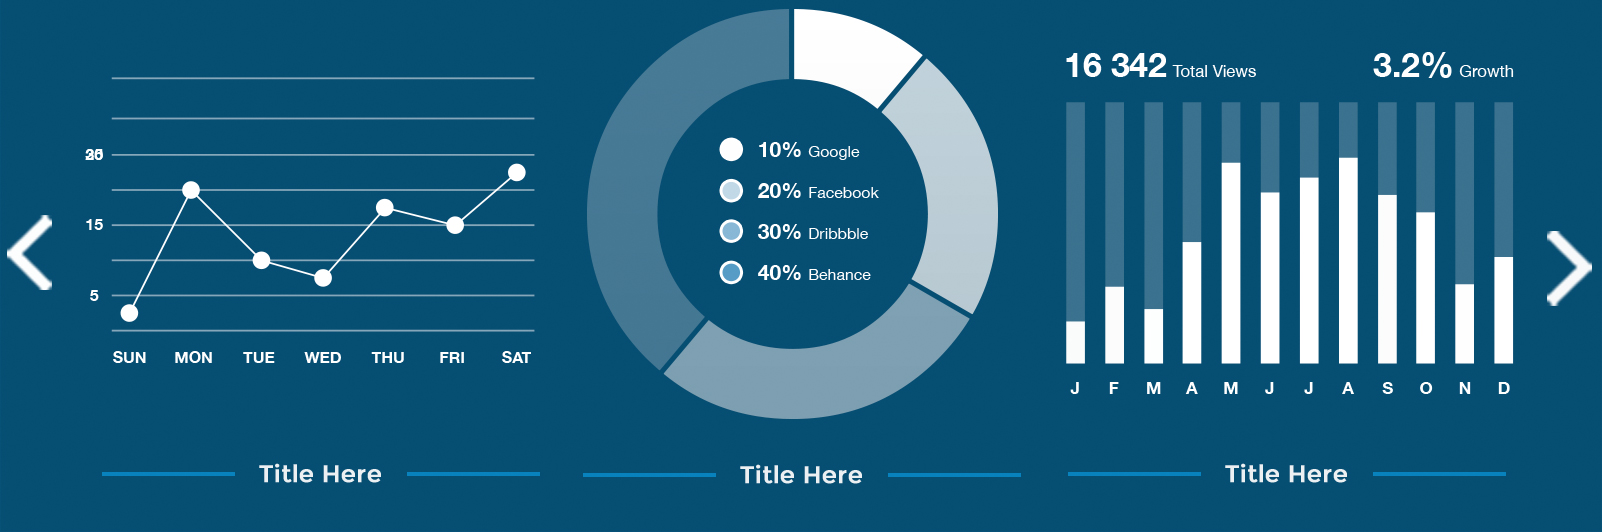 15
5
SUN MON TUE WED THU FRI SAT
Title Here
10% Google
20% Facebook
30% Dribbble
40% Behance
Title Here
16 342 Total Views 3.2% Growth
J F M A M J J A S O N D
Title Here